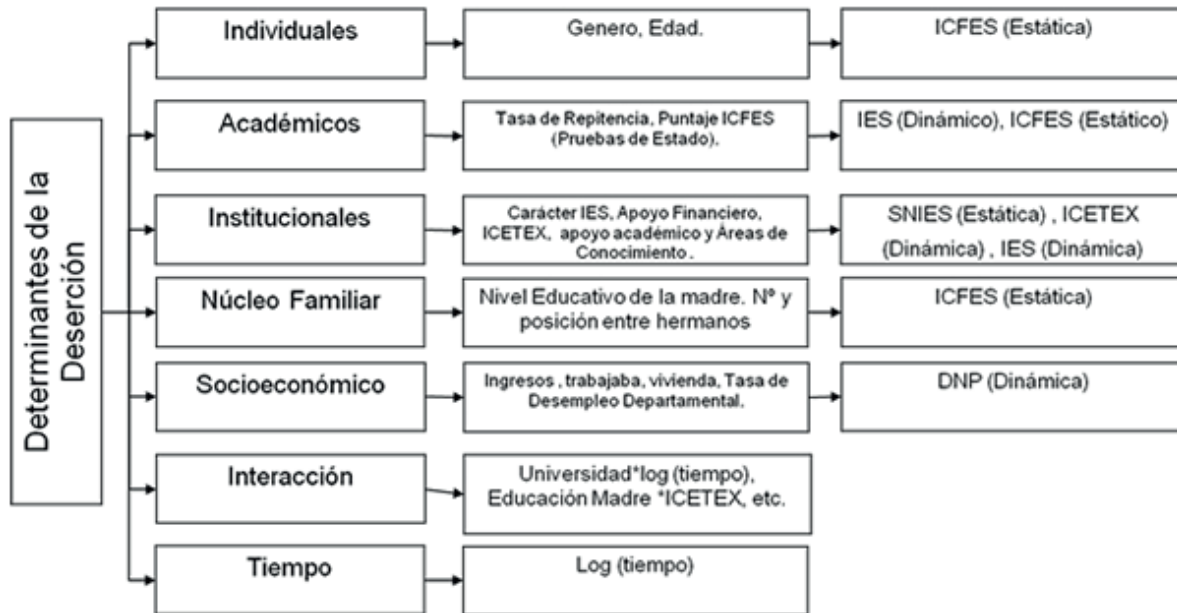 Determinantes de la
Deserción
Individuales
Genero, Edad.
ICFES (Estática)
Académicos
Tasa de Repitencia, Puntaje ICFES
(Pruebas de Estado).
IES (Dinámico), ICFES (Estático)
Institucionales
Carácter IES, Apoyo Financiero,
ICETEX, apoyo académico y Áreas de
Conocimiento .
SNIES (Estática) , ICETEX
(Dinámica) , IES (Dinámica)
Núcleo Familiar
Nivel Educativo de la madre. Nº y
posición entre hermanos
ICFES (Estática)
Socioeconómico
Ingresos , trabajaba, vivienda, Tasa de
Desempleo Departamental.
DNP (Dinámica)
Interacción
Universidad*log (tiempo),
Educación Madre *ICETEX, etc.
Tiempo
Log (tiempo)